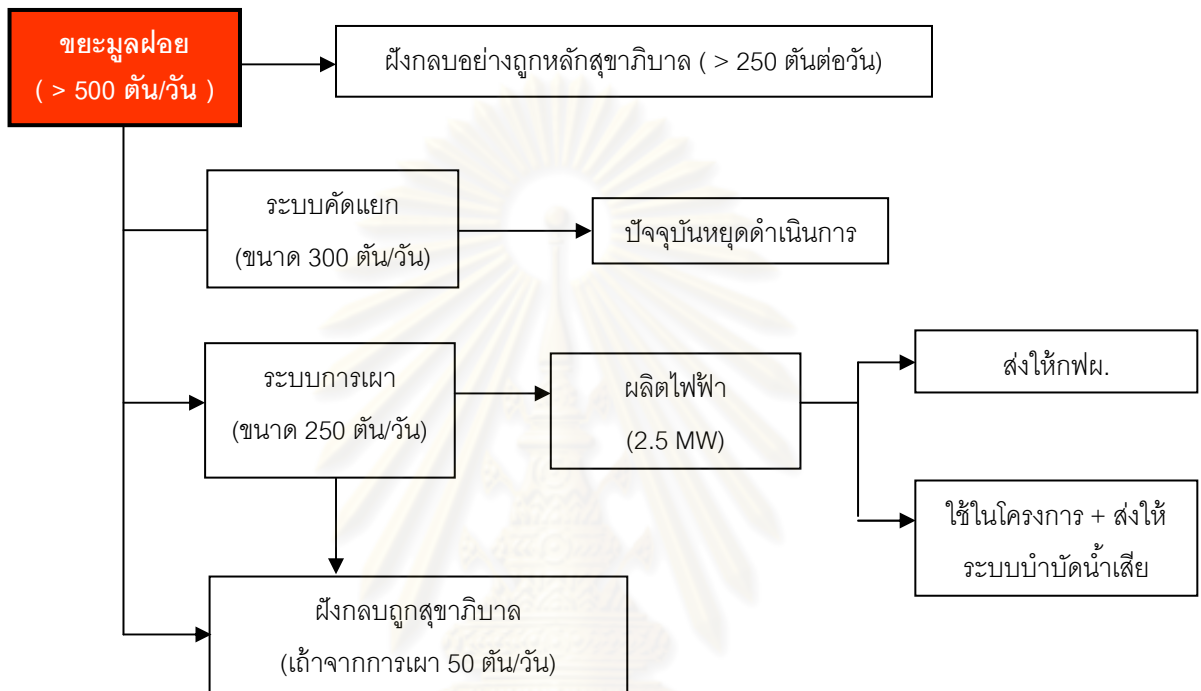 ขยะมูลฝอย
( > 500 ตัน/วัน )
ฝังกลบอย่างถูกหลักสุขาภิบาล ( > 250 ตันต่อวัน)
ระบบคัดแยก
(ขนาด 300 ตัน/วัน)
ปัจจุบันหยุดดำเนินการ
ระบบการเผา
(ขนาด 250 ตัน/วัน)
ผลิตไฟฟ้า
(2.5 MW)
ส่งให้กฟผ.
ใช้ในโครงการ + ส่งให้
ระบบบำบัดน้ำเสีย
ฝังกลบถูกสุขาภิบาล
(เถ้าจากการเผา 50 ตัน/วัน)